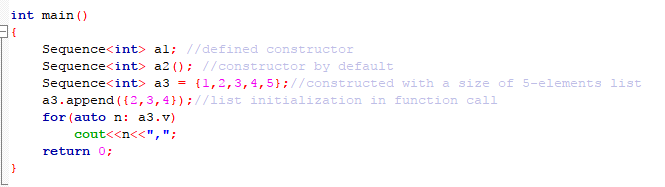 int main()
{
Sequence<int> a1; //defined constructor
Sequence<int> a2(); //constructor by default
Sequence<int> a3 = {1,2,3,4,5};//constructed with a size of 5-elements list
a3.append({2,3,4});//list initialization in function call
for(auto n: a3.v)
cout<<n<<",";
return 0;
}